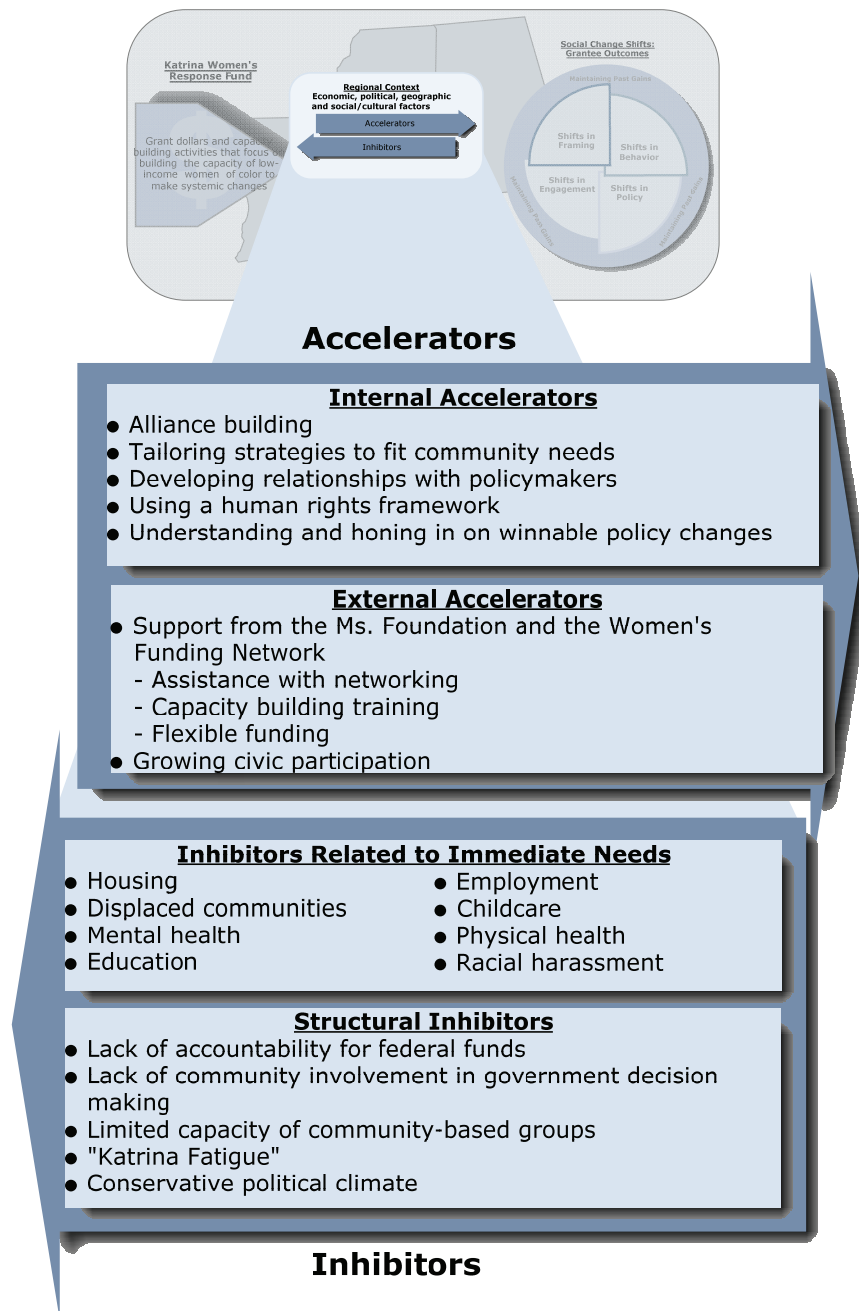 Katrina Women's
Response Fund
Grant dollars and capacity
building activities that focus on
building the capacity of low-
income women of color to
make systemic changes
Regional Context
Economic, political, geographic
and social/cultural factors
Accelerators
Inhibitors
Social Change Shifts:
Grantee Outcomes
Maintaining Past Gains
Shifts in
Framing
Shifts in
Behavior
Shifts in
Engagement
Shifts in
Policy
Maintaining Past Gains
Maintaining Past Gains
Accelerators
Internal Accelerators
● Alliance building
● Tailoring strategies to fit community needs
● Developing relationships with policymakers
● Using a human rights framework
● Understanding and honing in on winnable policy changes
External Accelerators
● Support from the Ms. Foundation and the Women's
Funding Network
- Assistance with networking
- Capacity building training
- Flexible funding
● Growing civic participation
Inhibitors Related to Immediate Needs
● Housing
● Displaced communities
● Mental health
● Education
● Employment
● Childcare
● Physical health
● Racial harassment
Structural Inhibitors
● Lack of accountability for federal funds
● Lack of community involvement in government decision
making
● Limited capacity of community-based groups
● "Katrina Fatigue"
● Conservative political climate
Inhibitors